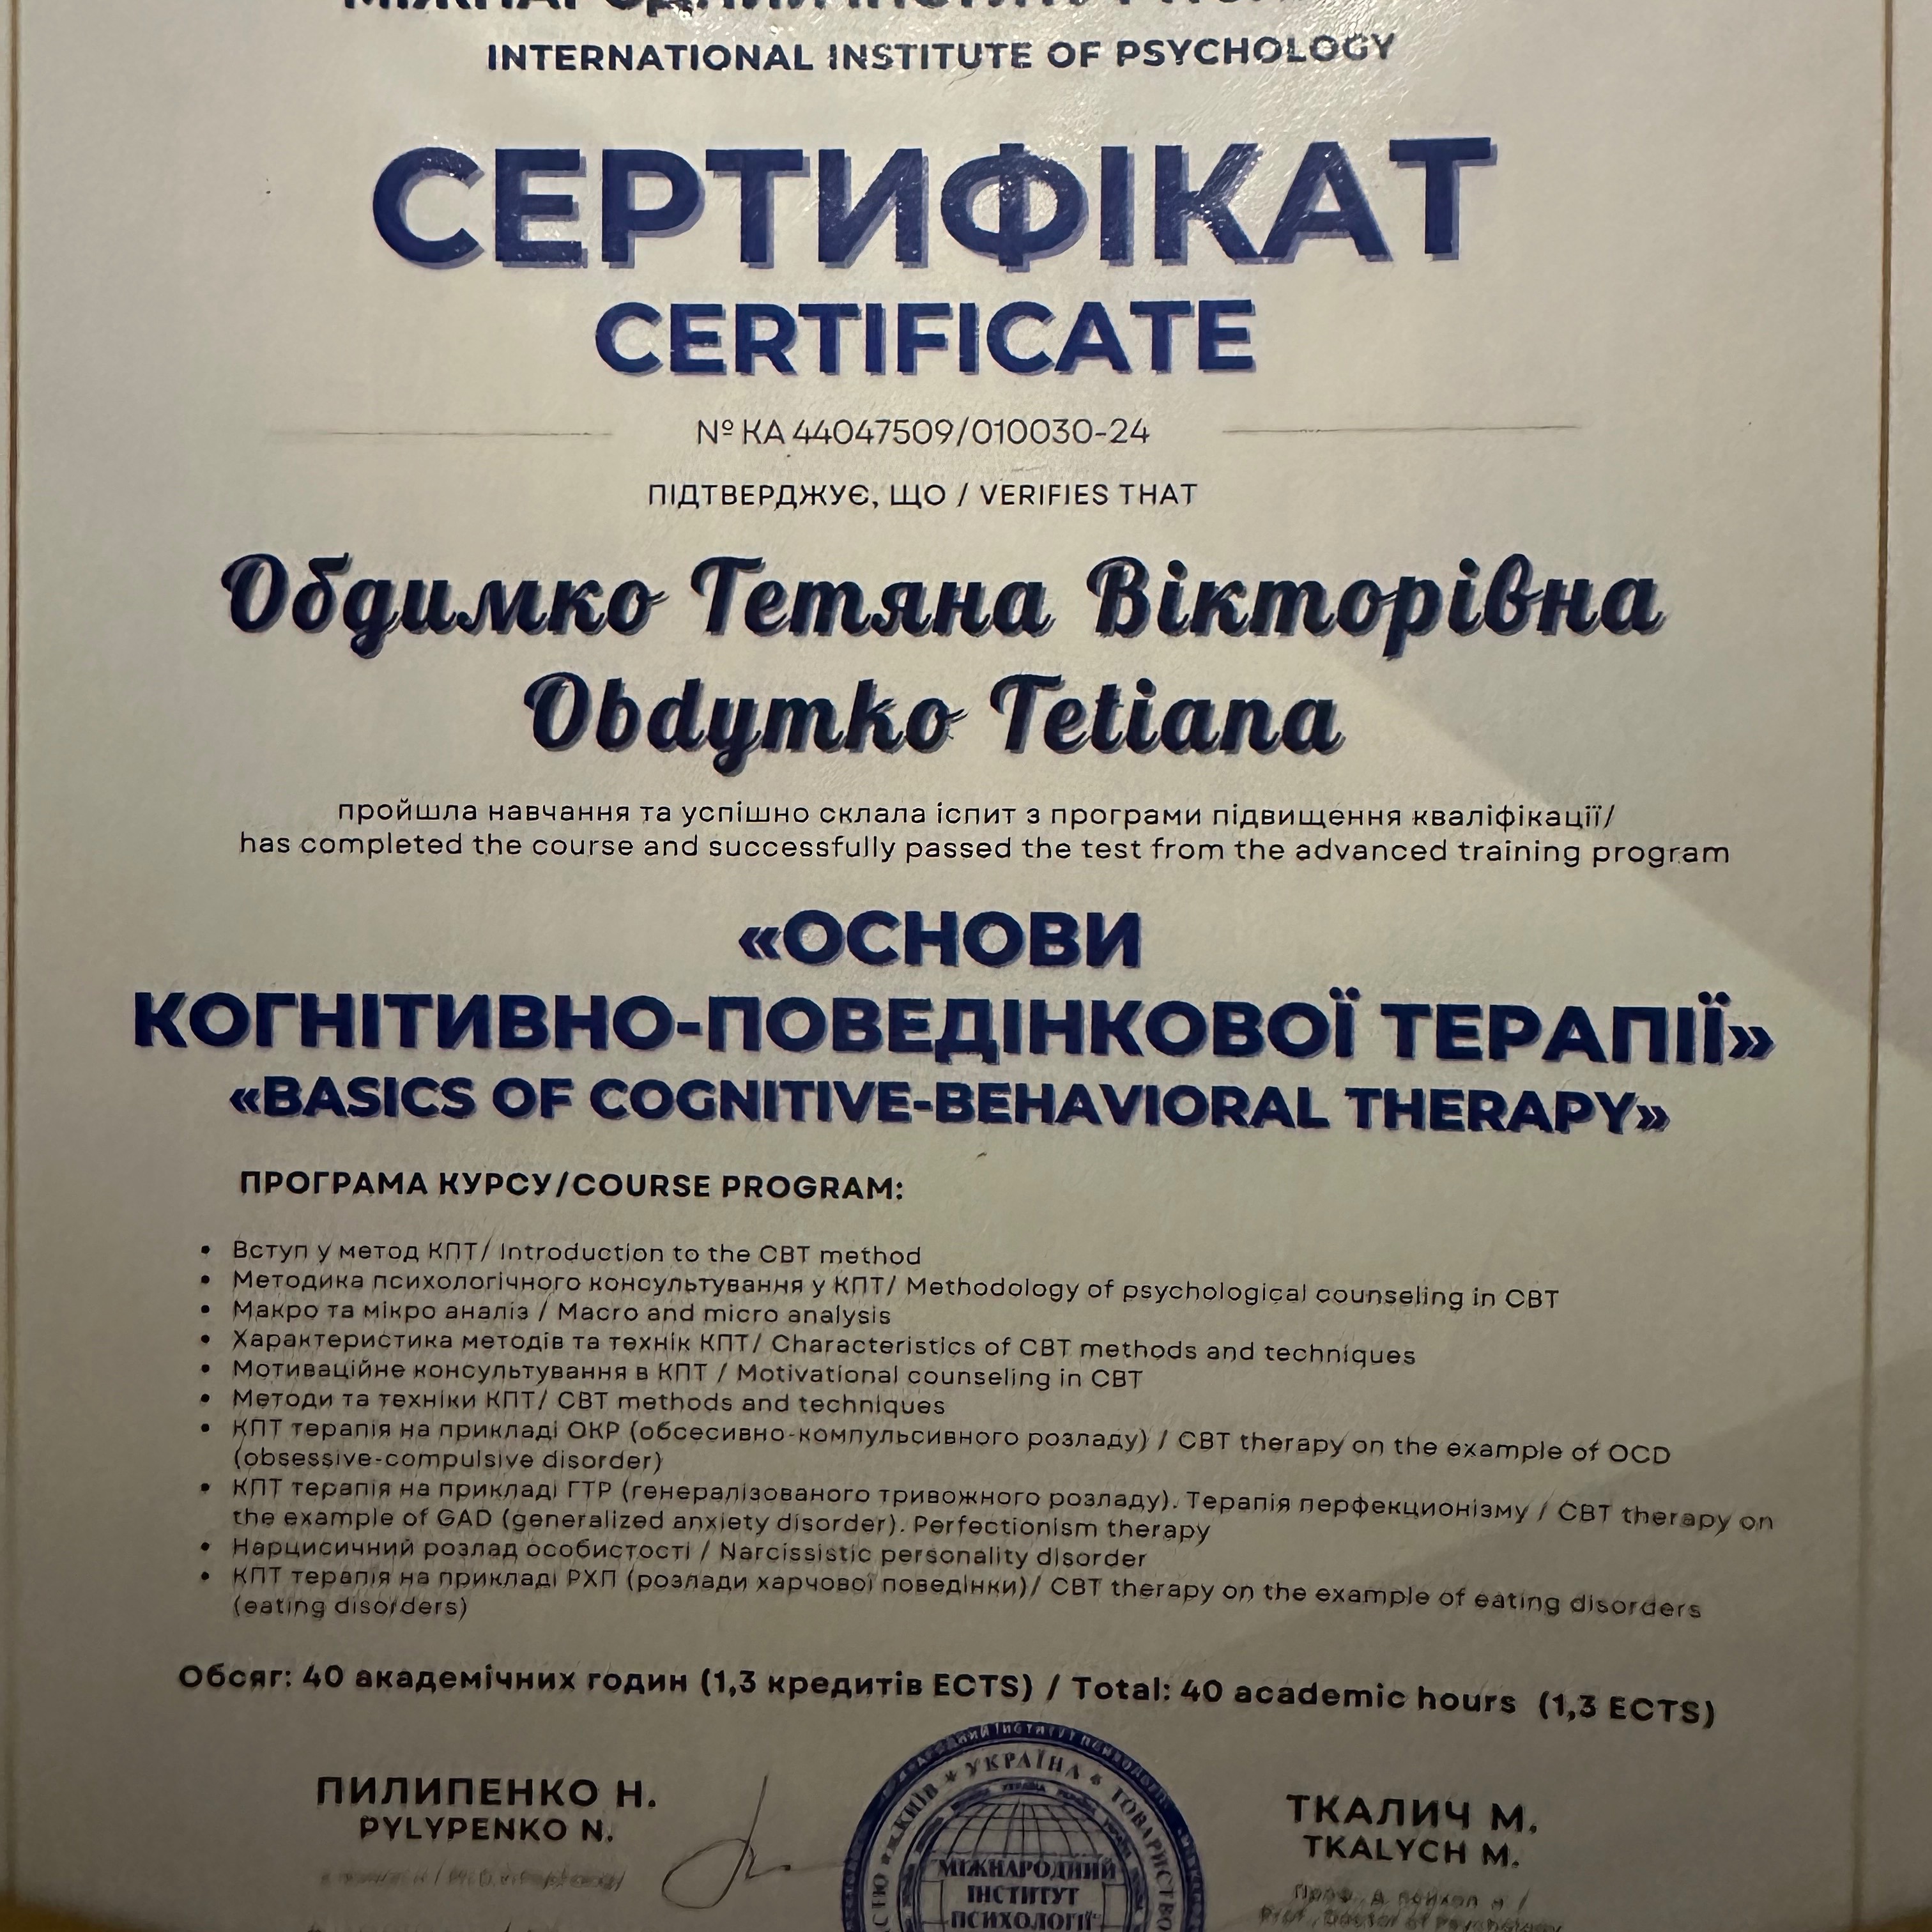 INTERNATIONAL INSTITUTE OF PSYCHOLOGY
СЕРТИФІКАТ
CERTIFICATE
№ КА 44047509/010030-24
ПІДТВЕРДЖУЄ, ЩО / VERIFIES THAT
Обдимко Тетяна Вікторівна
Obdymko Tetiana
пройшла навчання та успішно склала іспит з програми підвищення кваліфікації/
has completed the course and successfully passed the test from the advanced training program
«ОСНОВИ
КОГНІТИВНО-ПОВЕДІНКОВОЇ ТЕРАПІЇ»
«BASICS OF COGNITIVE-BEHAVIORAL THERAPY»
ПРОГРАМА КУРСУ/COURSE PROGRAM:
• Вступ у метод КПТ/ Introduction to the CBT method
• Методика психологічного консультування у КПТ/ Methodology of psychological counseling in CBT
• Макро та мікро аналіз / Macro and micro analysis
• Характеристика методів та технік КПТ/ Characteristics of CBT methods and techniques
• Мотиваційне консультування в КПТ / Motivational counseling in CBT
• Методи та техніки КПТ/ CBT methods and techniques
• КПТ терапія на прикладі ОКР (обсесивно-компульсивного розладу) / CBT therapy on the example of OCD
(obsessive-compulsive disorder)
• КПТ терапія на прикладі ГТР (генералізованого тривожного розладу). Терапія перфекционізму / CBT therapy on
the example of GAD (generalized anxiety disorder). Perfectionism therapy
• Нарцисичний розлад особистості / Narcissistic personality disorder
• КПТ терапія на прикладі РХП (розлади харчової поведінки)/ CBT therapy on the example of eating disorders
(eating disorders)
Обсяг: 40 академічних годин (1,3 кредитів ECTS) / Total: 40 academic hours (1,3 ECTS)
ПИЛИПЕНКО Н.
PYLYPENKO N.
УКРАЇНА
КИЇВ
ТОВАРИСТВО
МІЖНАРОДНИЙ
ІНСТИТУТ
ПСИХОЛОГІЇ
ТКАЛИЧ М.
TKALYCH M.
Prof., Doctor of Psychology